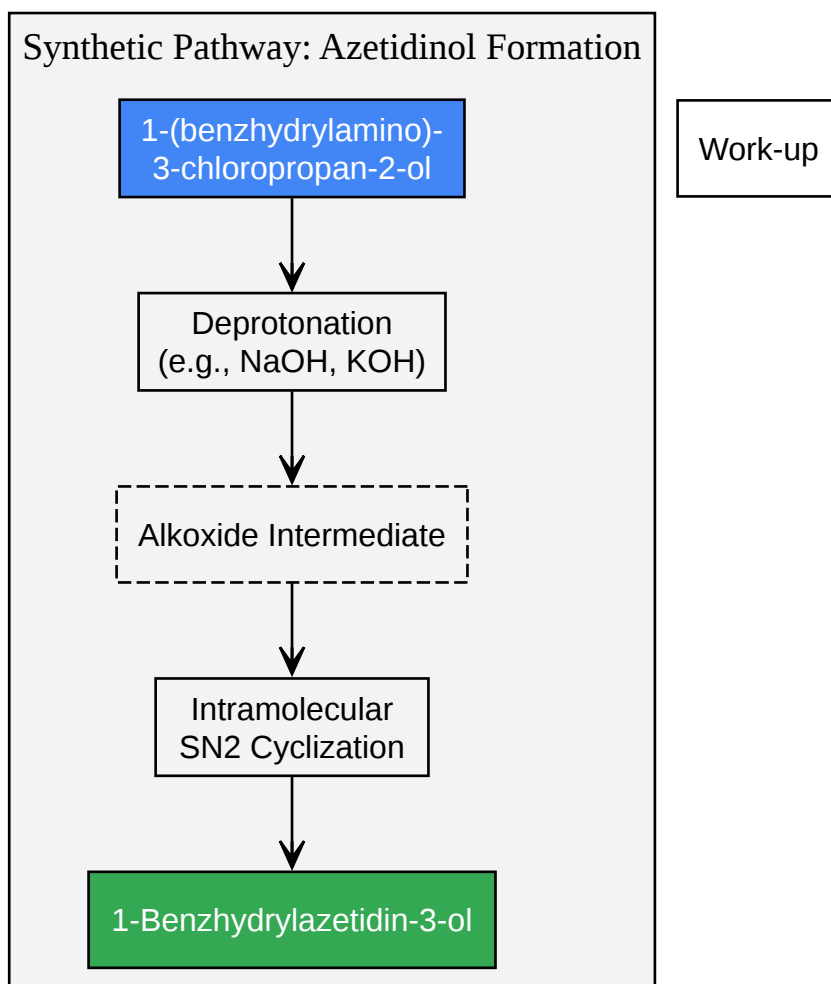 Synthetic Pathway: Azetidinol Formation
1-(benzhydrylamino)-
3-chloropropan-2-ol
Work-up
Deprotonation
(e.g., NaOH, KOH)
Alkoxide Intermediate
Intramolecular
SN2 Cyclization
1-Benzhydrylazetidin-3-ol